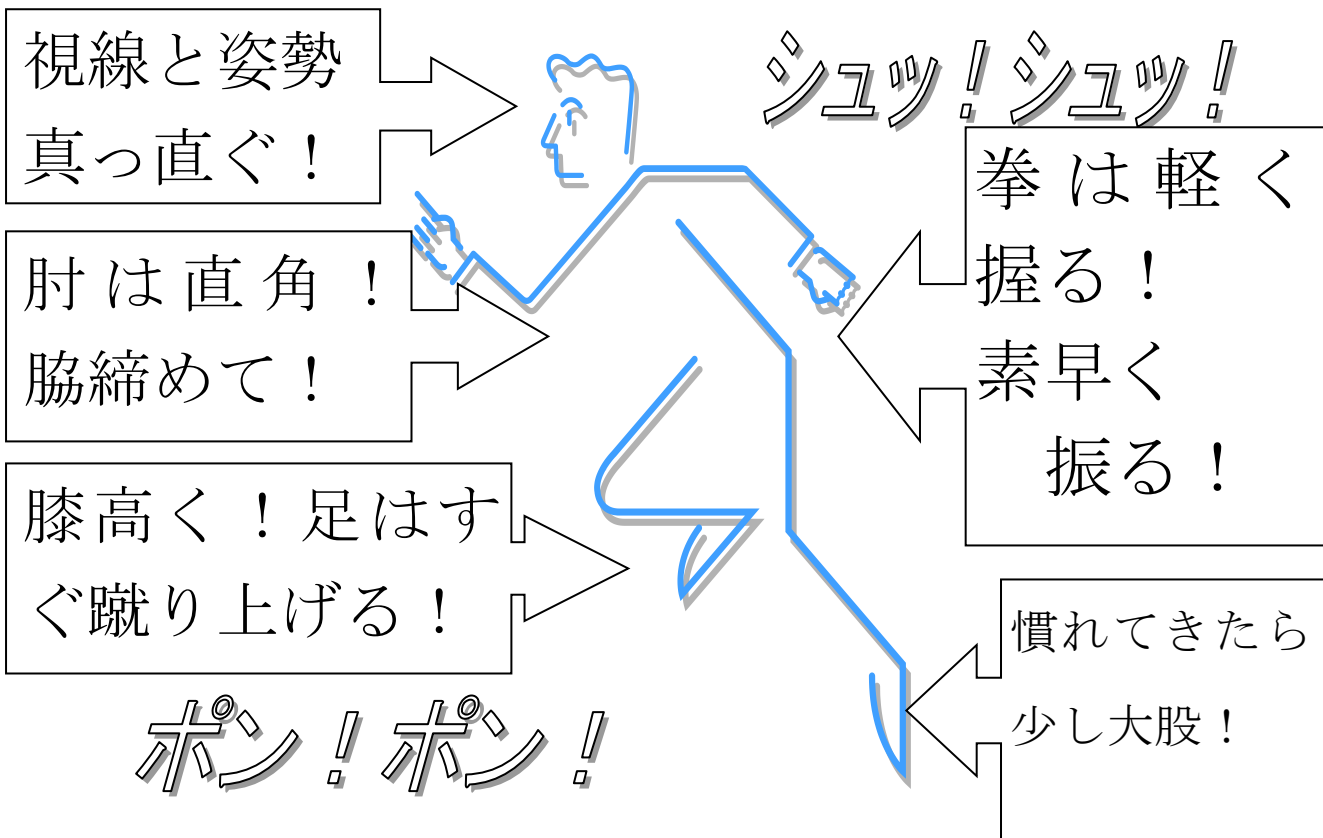 視線と姿勢
真っ直ぐ！
シュッ！シュッ！
拳は軽く
握る！
素早く
振る！
肘は直角！
脇締めて！
膝高く！足はす
ぐ蹴り上げる！
慣れてきたら
少し大股！
ポン！ポン！